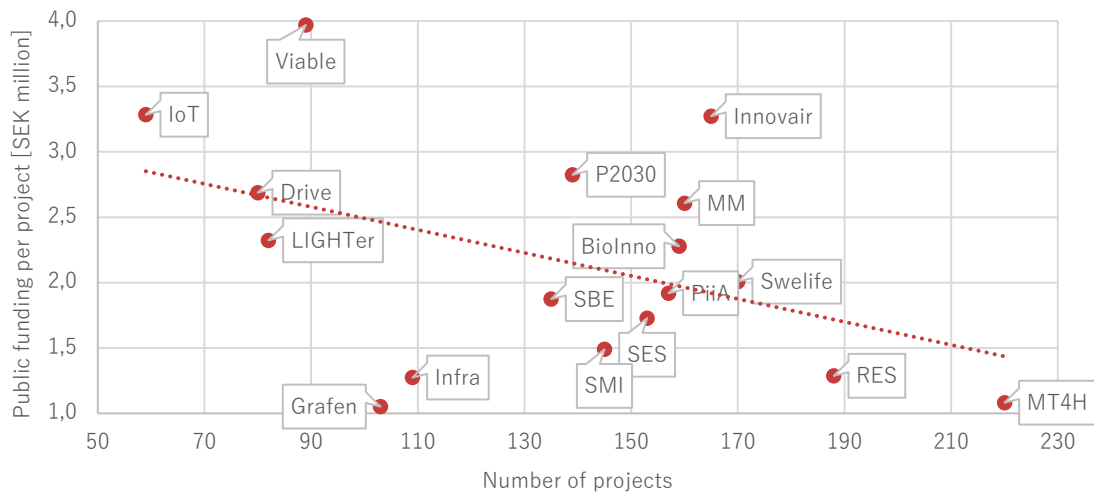 Public funding per project [SEK million]
4,0
3,5
3,0
2,5
2,0
1,5
1,0
Viable
IoT
Innovair
P2030
Drive
MM
LIGHTer
BioInno
Swelife
PiiA
SBE
SES
SMI
Infra
RES
Grafen
MT4H
50 70 90 110 130 150 170 190 210 230
Number of projects